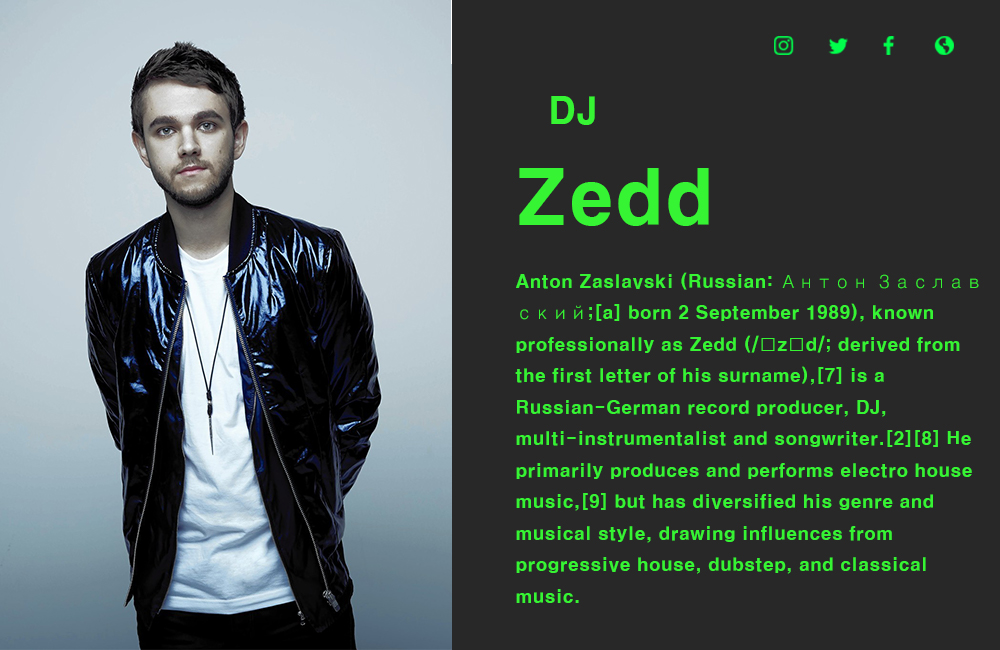 DJ
Zedd
Anton Zaslavski (Russian: Антон Заслав
ский;[a] born 2 September 1989), known
professionally as Zedd (/□z□d/; derived from
the first letter of his surname),[7] is a
Russian-German record producer, DJ,
multi-instrumentalist and songwriter.[2][8] He
primarily produces and performs electro house
music,[9] but has diversified his genre and
musical style, drawing influences from
progressive house, dubstep, and classical
music.